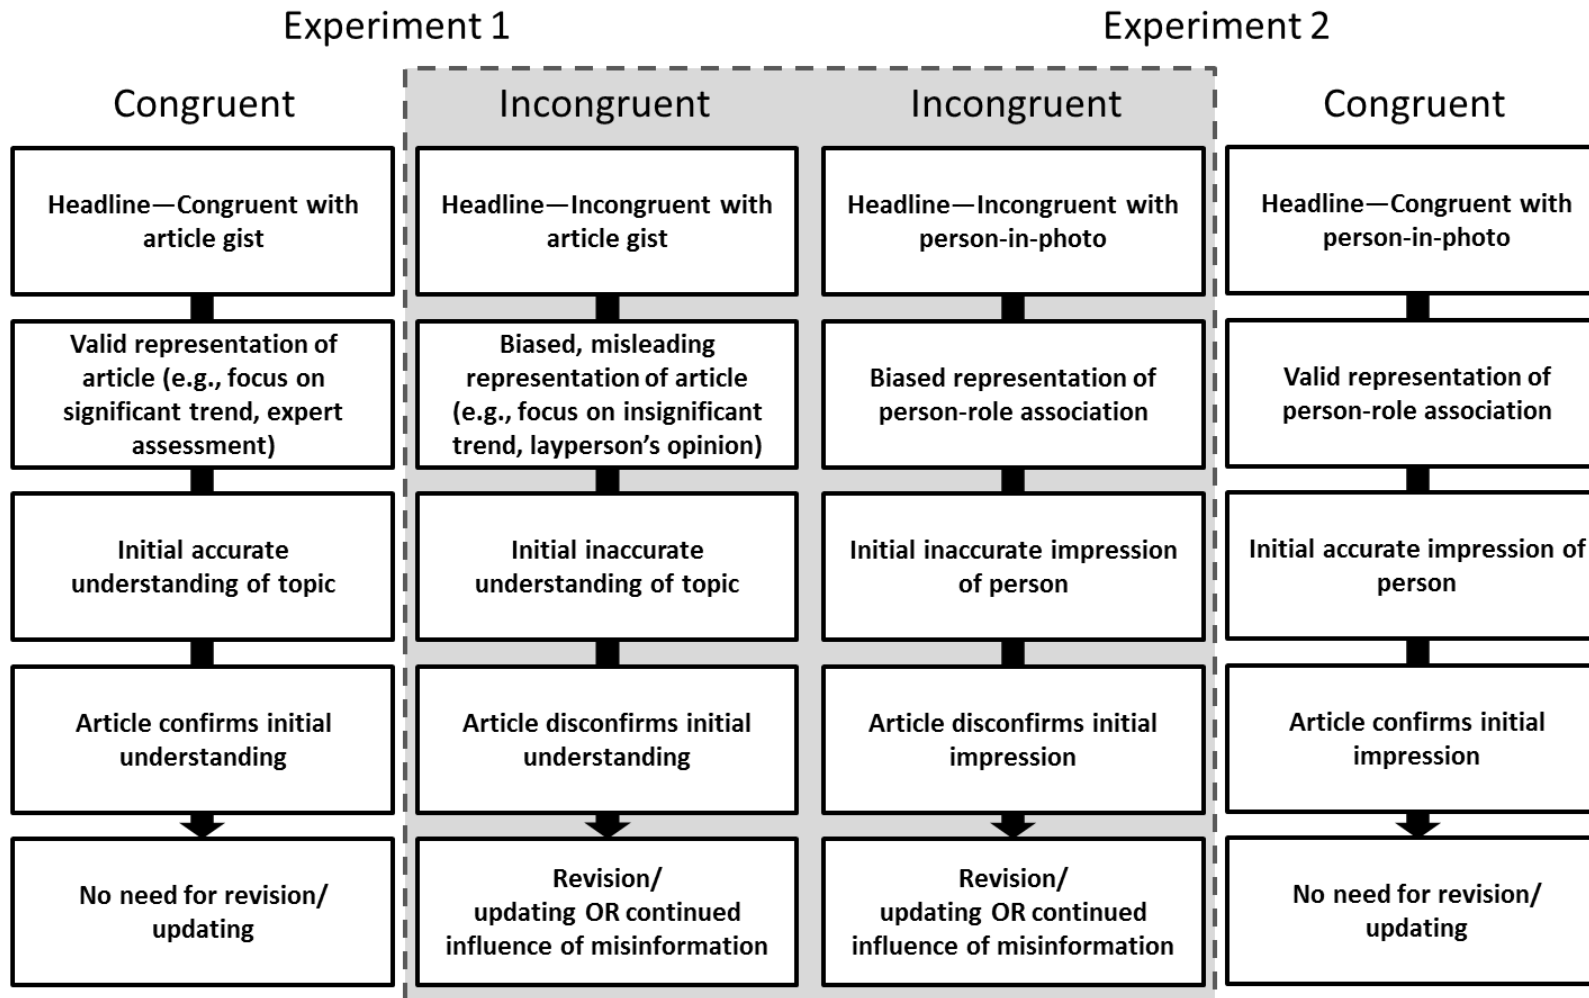 Experiment 1
Experiment 2
Congruent
Incongruent
Incongruent
Congruent
Headline—Congruent with
article gist
Headline—Incongruent with
article gist
Headline—Incongruent with
person-in-photo
Headline—Congruent with
person-in-photo
Valid representation of
article (e.g., focus on
significant trend, expert
assessment)
Biased, misleading
representation of article
(e.g., focus on insignificant
trend, layperson’s opinion)
Biased representation of
person-role association
Valid representation of
person-role association
Initial accurate
understanding of topic
Initial inaccurate
understanding of topic
Initial inaccurate impression
of person
Initial accurate impression of
person
Article confirms initial
understanding
Article disconfirms initial
understanding
Article disconfirms initial
impression
Article confirms initial
impression
No need for revision/
updating
Revision/
updating OR continued
influence of misinformation
Revision/
updating OR continued
influence of misinformation
No need for revision/
updating